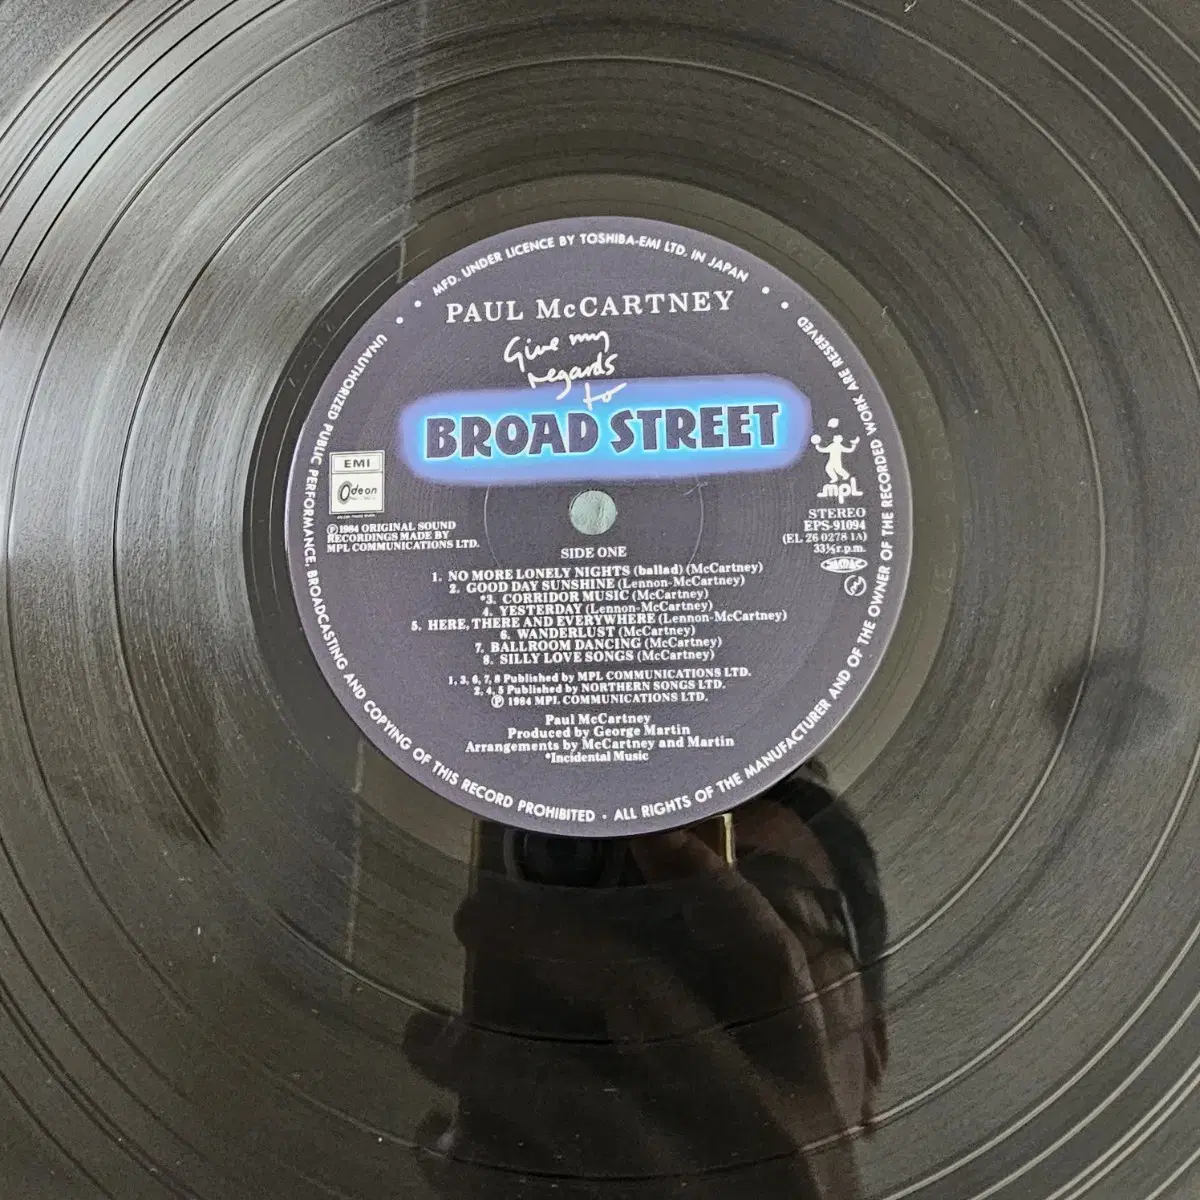 MFD. UNDER LICENCE BY TOSHIBA-EMI LTD. IN JAPAN
PAUL McCARTNEY
Give my
regards
to
BROAD STREET
EMI
Odeon
mpL
℗ 1984 ORIGINAL SOUND
RECORDINGS MADE BY
MPL COMMUNICATIONS LTD.
STEREO
EPS-91094
(EL 26 0278 1A)
33⅓ r.p.m.
JASRAC
SIDE ONE
1. NO MORE LONELY NIGHTS (ballad) (McCartney)
2. GOOD DAY SUNSHINE (Lennon-McCartney)
*3. CORRIDOR MUSIC (McCartney)
4. YESTERDAY (Lennon-McCartney)
5. HERE, THERE AND EVERYWHERE (Lennon-McCartney)
6. WANDERLUST (McCartney)
7. BALLROOM DANCING (McCartney)
8. SILLY LOVE SONGS (McCartney)
1, 3, 6, 7, 8 Published by MPL COMMUNICATIONS LTD.
2, 4, 5 Published by NORTHERN SONGS LTD.
℗ 1984 MPL COMMUNICATIONS LTD.
Paul McCartney
Produced by George Martin
Arrangements by McCartney and Martin
*Incidental Music
UNAUTHORIZED PUBLIC PERFORMANCE, BROADCASTING AND COPYING OF THIS RECORD PROHIBITED · ALL RIGHTS OF THE MANUFACTURER AND OF THE OWNER OF THE RECORDED WORK ARE RESERVED